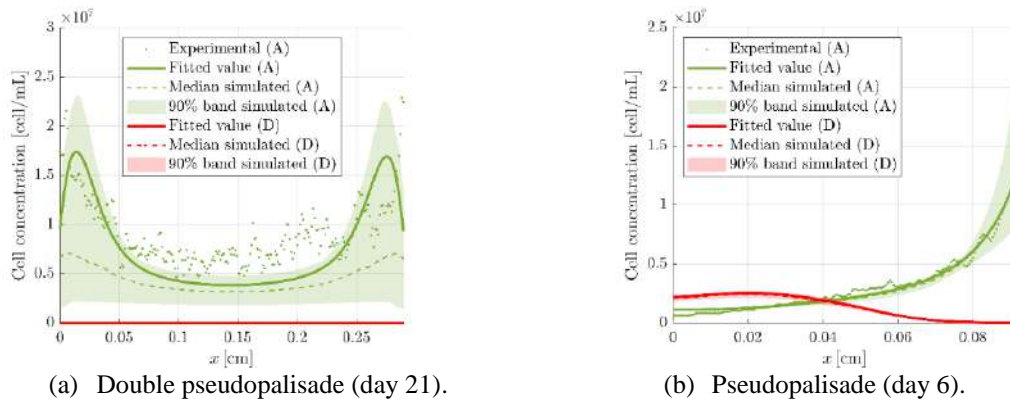 ×10⁷
3
2.5
2
1.5
1
0.5
0
Cell concentration [cell/mL]
Experimental (A)
Fitted value (A)
Median simulated (A)
90% band simulated (A)
Fitted value (D)
Median simulated (D)
90% band simulated (D)
0 0.05 0.1 0.15 0.2 0.25
x [cm]
(a) Double pseudopalisade (day 21).
×10⁷
2.5
2
1.5
1
0.5
0
Cell concentration [cell/mL]
Experimental (A)
Fitted value (A)
Median simulated (A)
90% band simulated (A)
Fitted value (D)
Median simulated (D)
90% band simulated (D)
0 0.02 0.04 0.06 0.08
x [cm]
(b) Pseudopalisade (day 6).